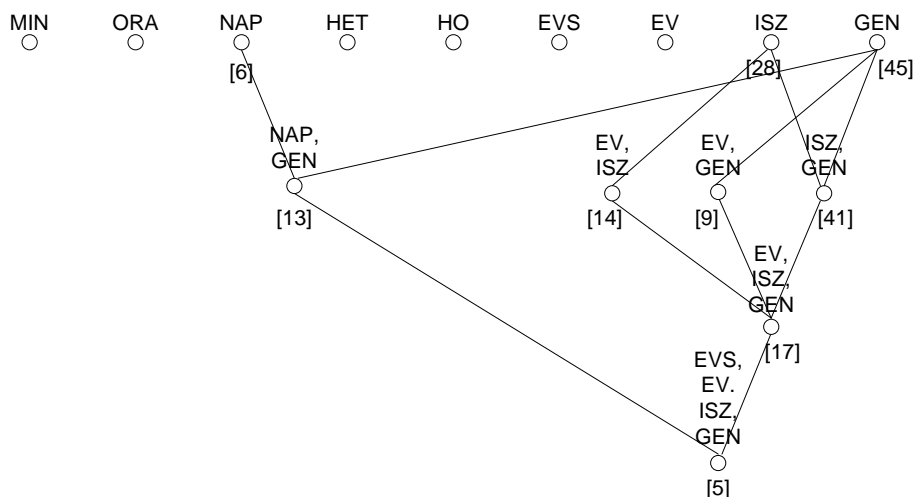 MIN ORA NAP HET HO EVS EV ISZ GEN
[6] [28] [45]
NAP,
GEN
[13]
EV,
ISZ
[14]
EV,
GEN
[9]
ISZ,
GEN
[41]
EV,
ISZ,
GEN
[17]
EVS,
EV.
ISZ,
GEN
[5]